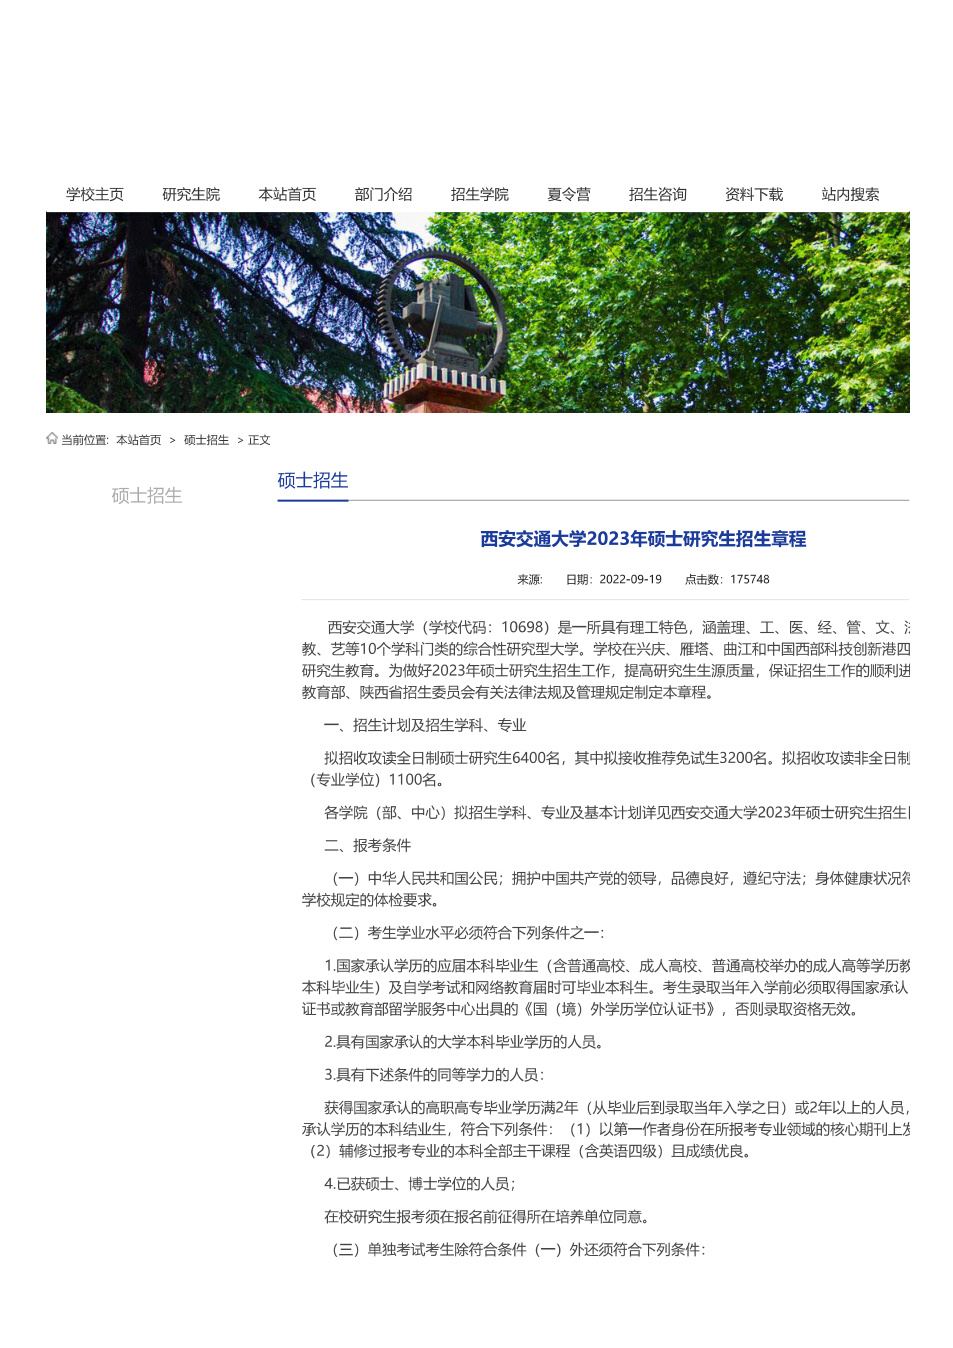 学校主页 研究生院 本站首页 部门介绍 招生学院 夏令营 招生咨询 资料下载 站内搜索
当前位置: 本站首页 > 硕士招生 > 正文
硕士招生
硕士招生
西安交通大学2023年硕士研究生招生章程
来源: 日期：2022-09-19 点击数：175748
西安交通大学（学校代码：10698）是一所具有理工特色，涵盖理、工、医、经、管、文、
教、艺等10个学科门类的综合性研究型大学。学校在兴庆、雁塔、曲江和中国西部科技创新港四
研究生教育。为做好2023年硕士研究生招生工作，提高研究生生源质量，保证招生工作的顺利进
教育部、陕西省招生委员会有关法律法规及管理规定制定本章程。
一、招生计划及招生学科、专业
拟招收攻读全日制硕士研究生6400名，其中拟接收推荐免试生3200名。拟招收攻读非全日制
（专业学位）1100名。
各学院（部、中心）拟招生学科、专业及基本计划详见西安交通大学2023年硕士研究生招生
二、报考条件
（一）中华人民共和国公民；拥护中国共产党的领导，品德良好，遵纪守法；身体健康状况符
学校规定的体检要求。
（二）考生学业水平必须符合下列条件之一：
1.国家承认学历的应届本科毕业生（含普通高校、成人高校、普通高校举办的成人高等学历教
本科毕业生）及自学考试和网络教育届时可毕业本科生。考生录取当年入学前必须取得国家承认
证书或教育部留学服务中心出具的《国（境）外学历学位认证书》，否则录取资格无效。
2.具有国家承认的大学本科毕业学历的人员。
3.具有下述条件的同等学力的人员：
获得国家承认的高职高专毕业学历满2年（从毕业后到录取当年入学之日）或2年以上的人员，
承认学历的本科结业生，符合下列条件：（1）以第一作者身份在所报考专业领域的核心期刊上发
（2）辅修过报考专业的本科全部主干课程（含英语四级）且成绩优良。
4.已获硕士、博士学位的人员；
在校研究生报考须在报名前征得所在培养单位同意。
（三）单独考试考生除符合条件（一）外还须符合下列条件：